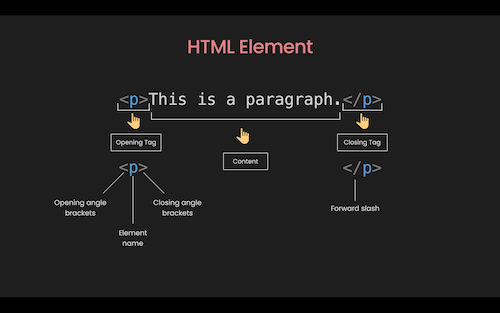 HTML Element
<p>This is a paragraph.</p>
Opening Tag
Content
Closing Tag
<p>
</p>
Opening angle
brackets
Element
name
Closing angle
brackets
Forward slash